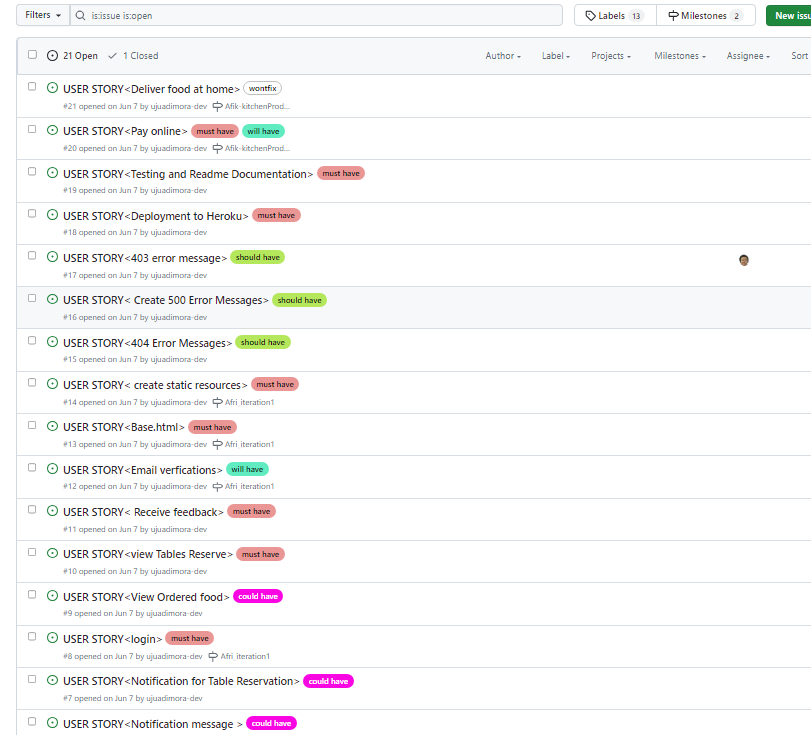 Filters is:issue is:open Labels 13 Milestones 2 New issu
21 Open 1 Closed Author Label Projects Milestones Assignee Sort
USER STORY<Deliver food at home> wontfix
#21 opened on Jun 7 by ujuadimora-dev Afik-kitchenProd...
USER STORY<Pay online> must have will have
#20 opened on Jun 7 by ujuadimora-dev Afik-kitchenProd...
USER STORY<Testing and Readme Documentation> must have
#19 opened on Jun 7 by ujuadimora-dev
USER STORY<Deployment to Heroku> must have
#18 opened on Jun 7 by ujuadimora-dev
USER STORY<403 error message> should have
#17 opened on Jun 7 by ujuadimora-dev
USER STORY< Create 500 Error Messages> should have
#16 opened on Jun 7 by ujuadimora-dev
USER STORY<404 Error Messages> should have
#15 opened on Jun 7 by ujuadimora-dev
USER STORY< create static resources> must have
#14 opened on Jun 7 by ujuadimora-dev Afri_iteration1
USER STORY<Base.html> must have
#13 opened on Jun 7 by ujuadimora-dev Afri_iteration1
USER STORY<Email verfications> will have
#12 opened on Jun 7 by ujuadimora-dev Afri_iteration1
USER STORY< Receive feedback> must have
#11 opened on Jun 7 by ujuadimora-dev
USER STORY<view Tables Reserve> must have
#10 opened on Jun 7 by ujuadimora-dev
USER STORY<View Ordered food> could have
#9 opened on Jun 7 by ujuadimora-dev
USER STORY<login> must have
#8 opened on Jun 7 by ujuadimora-dev Afri_iteration1
USER STORY<Notification for Table Reservation> could have
#7 opened on Jun 7 by ujuadimora-dev
USER STORY<Notification message > could have